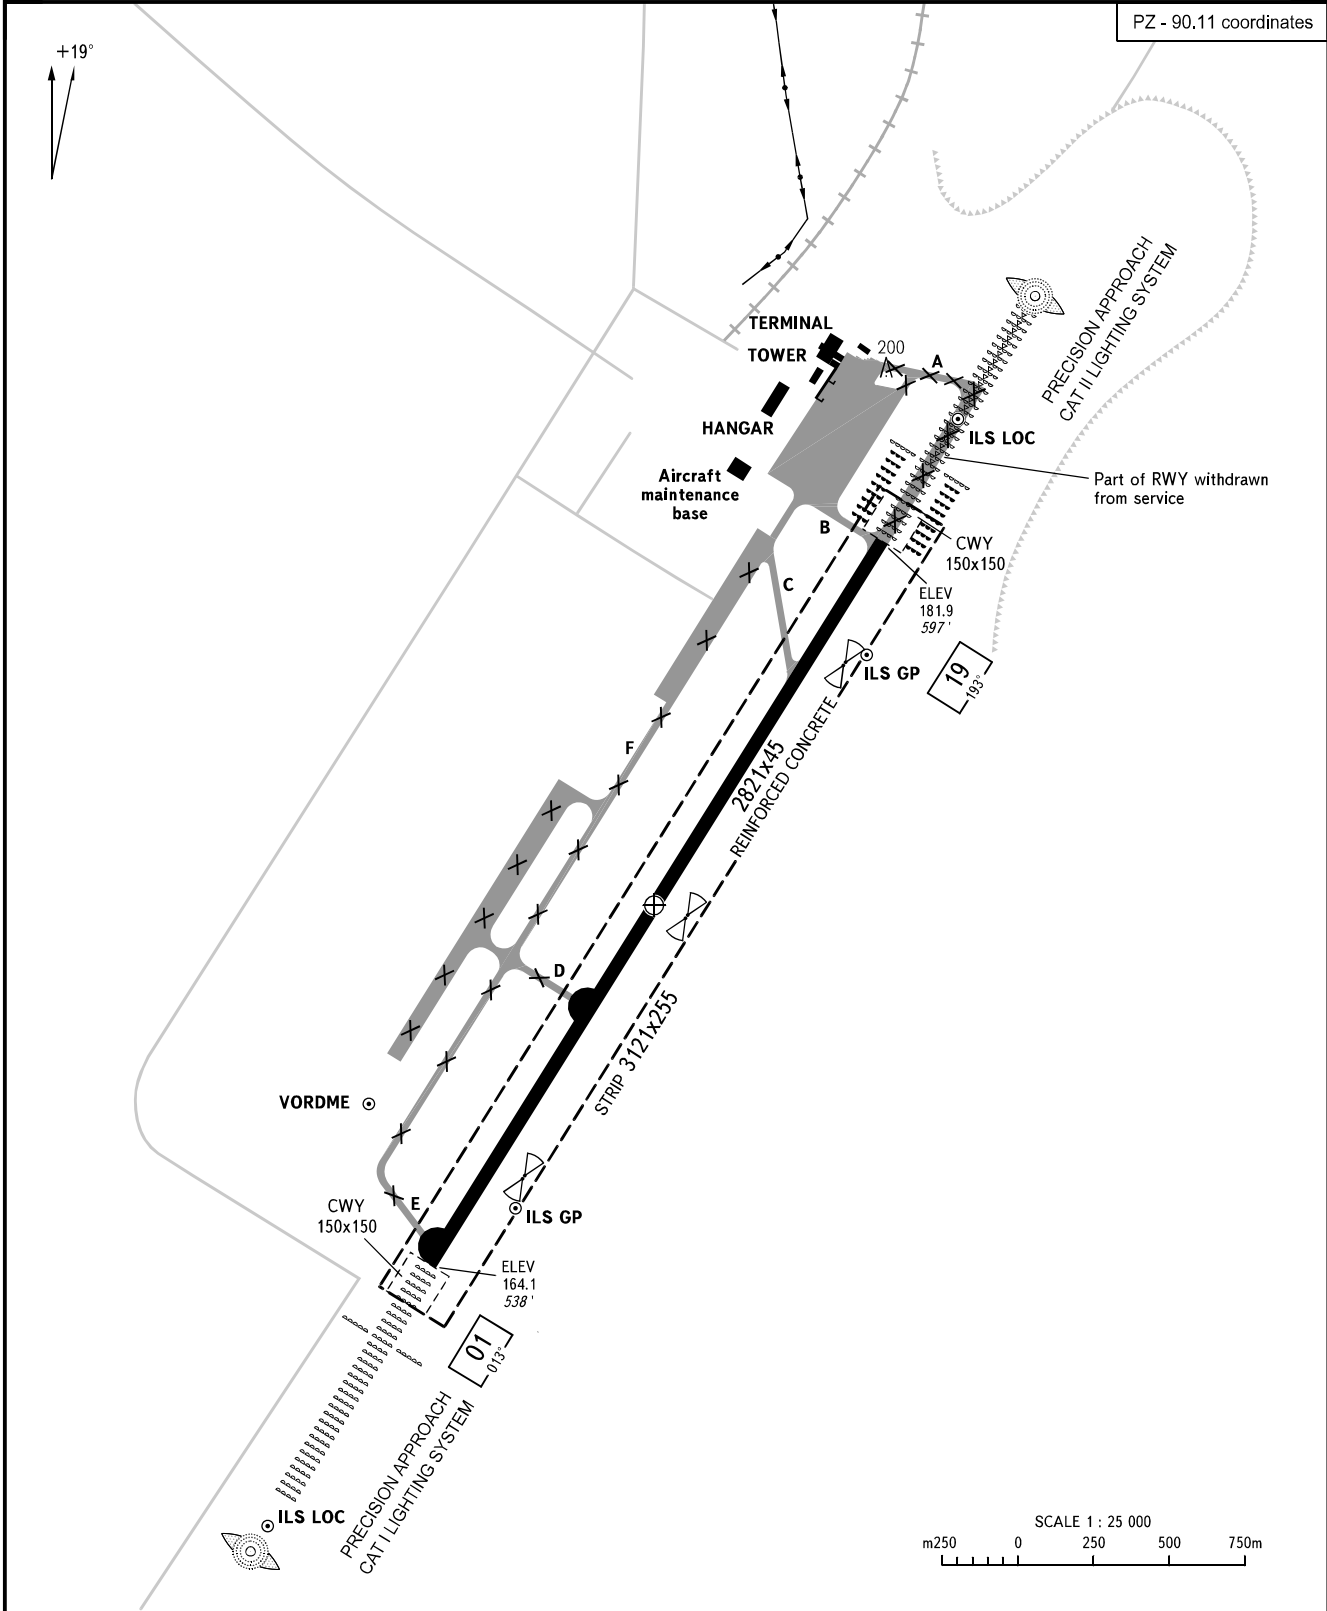 PZ - 90.11 coordinates
+19°
TERMINAL
TOWER
200
A
HANGAR
ILS LOC
PRECISION APPROACH
CAT II LIGHTING SYSTEM
Aircraft
maintenance
base
Part of RWY withdrawn
from service
B
CWY
150x150
C
ELEV
181.9
597'
ILS GP
19
193°
F
2821x45
REINFORCED CONCRETE
D
STRIP 3121x255
VORDME
E
CWY
150x150
ILS GP
ELEV
164.1
538'
01
013°
PRECISION APPROACH
CAT I LIGHTING SYSTEM
ILS LOC
SCALE 1 : 25 000
m250 0 250 500 750m